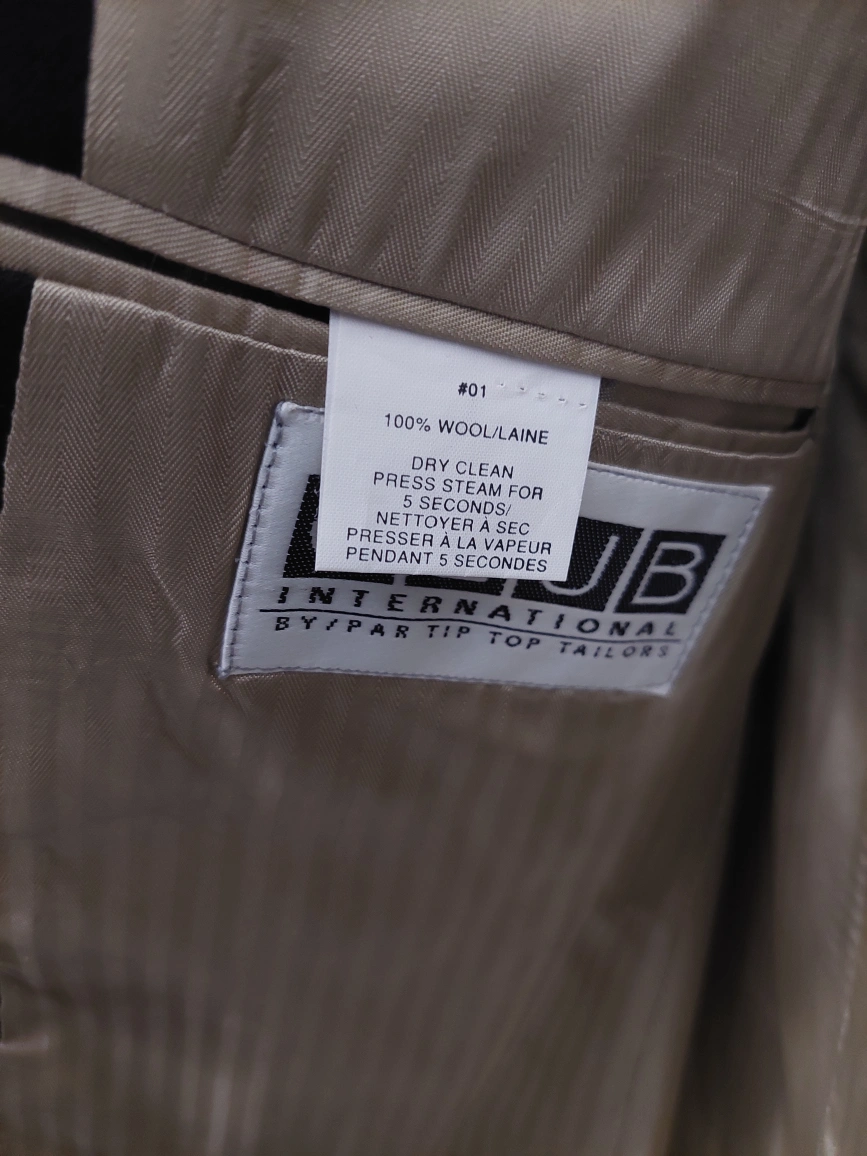 #01
100% WOOL/LAINE
DRY CLEAN
PRESS STEAM FOR
5 SECONDS/
NETTOYER À SEC
PRESSER À LA VAPEUR
PENDANT 5 SECONDES
UB
INTERNATIONAL
BY/PAR TIP TOP TAILORS